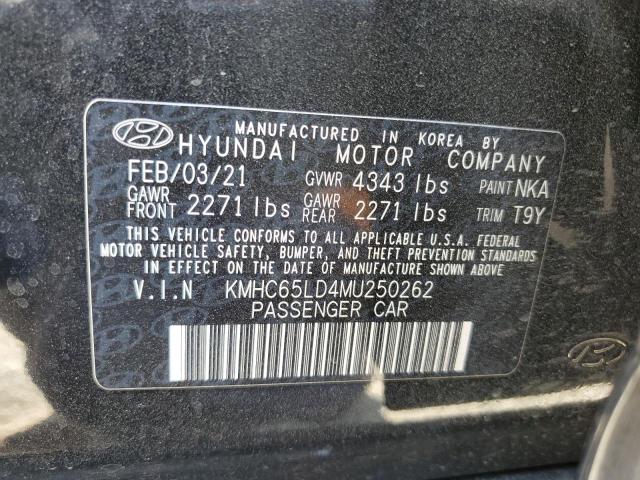 MANUFACTURED IN KOREA BY
HYUNDAI MOTOR COMPANY
FEB/03/21 GVWR 4343 lbs PAINT NKA
GAWR FRONT 2271 lbs GAWR REAR 2271 lbs TRIM T9Y
THIS VEHICLE CONFORMS TO ALL APPLICABLE U.S.A. FEDERAL
MOTOR VEHICLE SAFETY, BUMPER, AND THEFT PREVENTION STANDARDS
IN EFFECT ON THE DATE OF MANUFACTURE SHOWN ABOVE
V.I.N KMHC65LD4MU250262
PASSENGER CAR